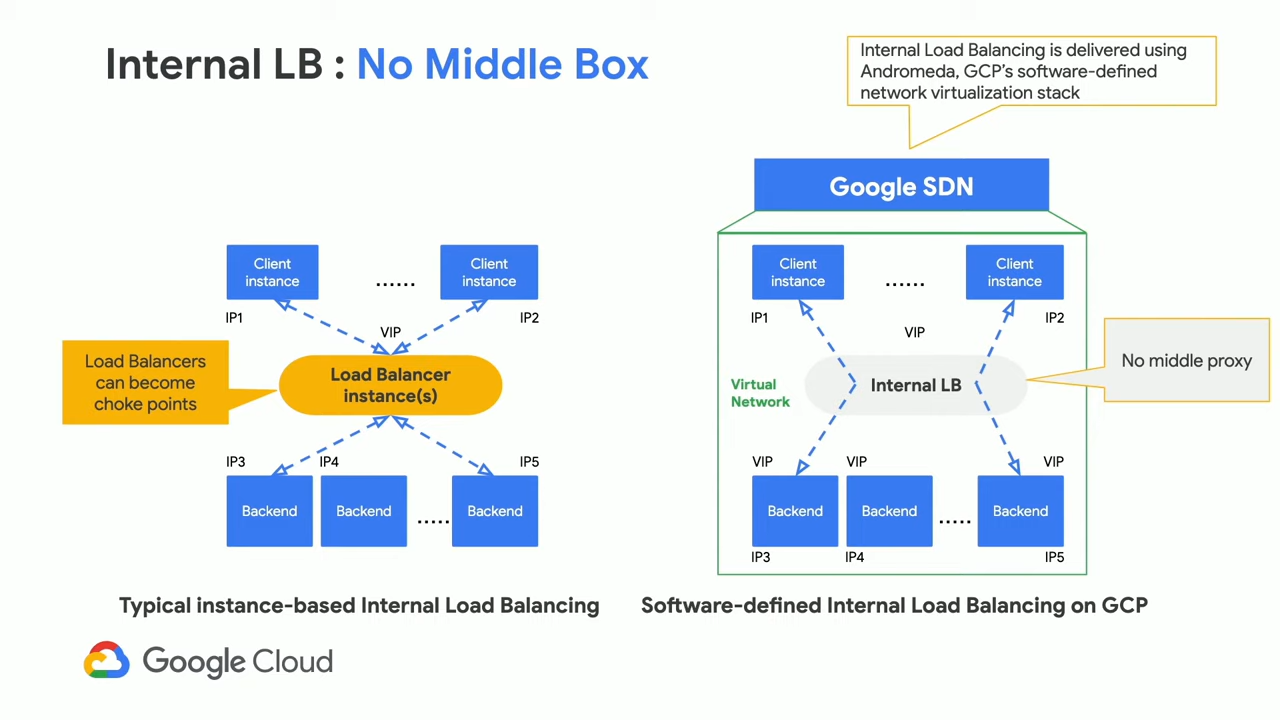 Internal LB : No Middle Box
Internal Load Balancing is delivered using
Andromeda, GCP's software-defined
network virtualization stack
Google SDN
Client
instance
......
Client
instance
IP1
VIP
IP2
Load Balancers
can become
choke points
Load Balancer
instance(s)
IP3
IP4
IP5
Backend
Backend
.....
Backend
Typical instance-based Internal Load Balancing
Client
instance
......
Client
instance
IP1
VIP
IP2
Virtual
Network
Internal LB
No middle proxy
VIP
VIP
VIP
Backend
Backend
.....
Backend
IP3
IP4
IP5
Software-defined Internal Load Balancing on GCP
Google Cloud